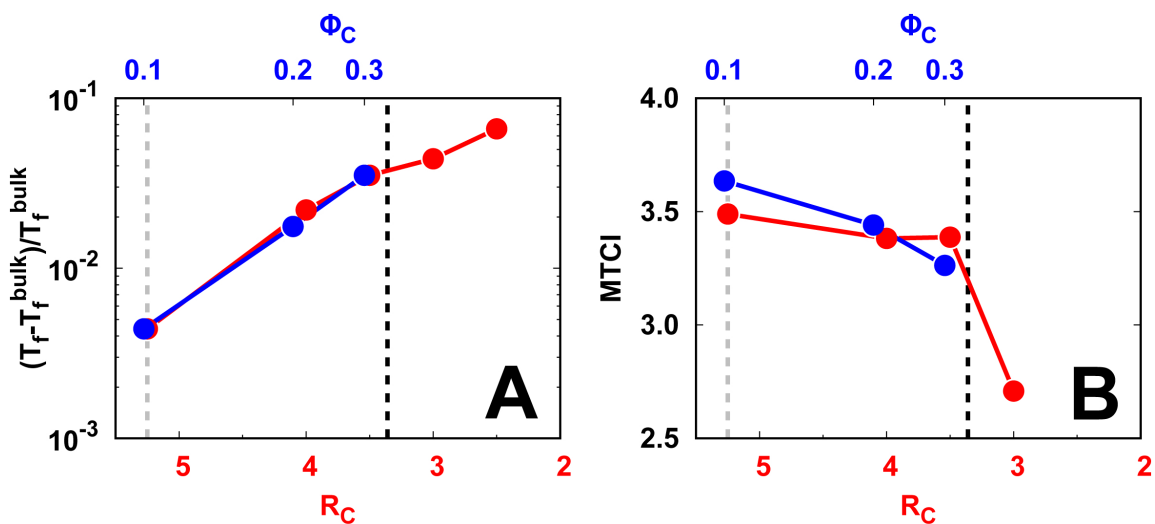 Φ_C
0.1 0.2 0.3
(T_f-T_f^bulk)/T_f^bulk
10^-1
10^-2
10^-3
A
5 4 3 2
R_C
Φ_C
0.1 0.2 0.3
MTCI
4.0
3.5
3.0
2.5
B
5 4 3 2
R_C